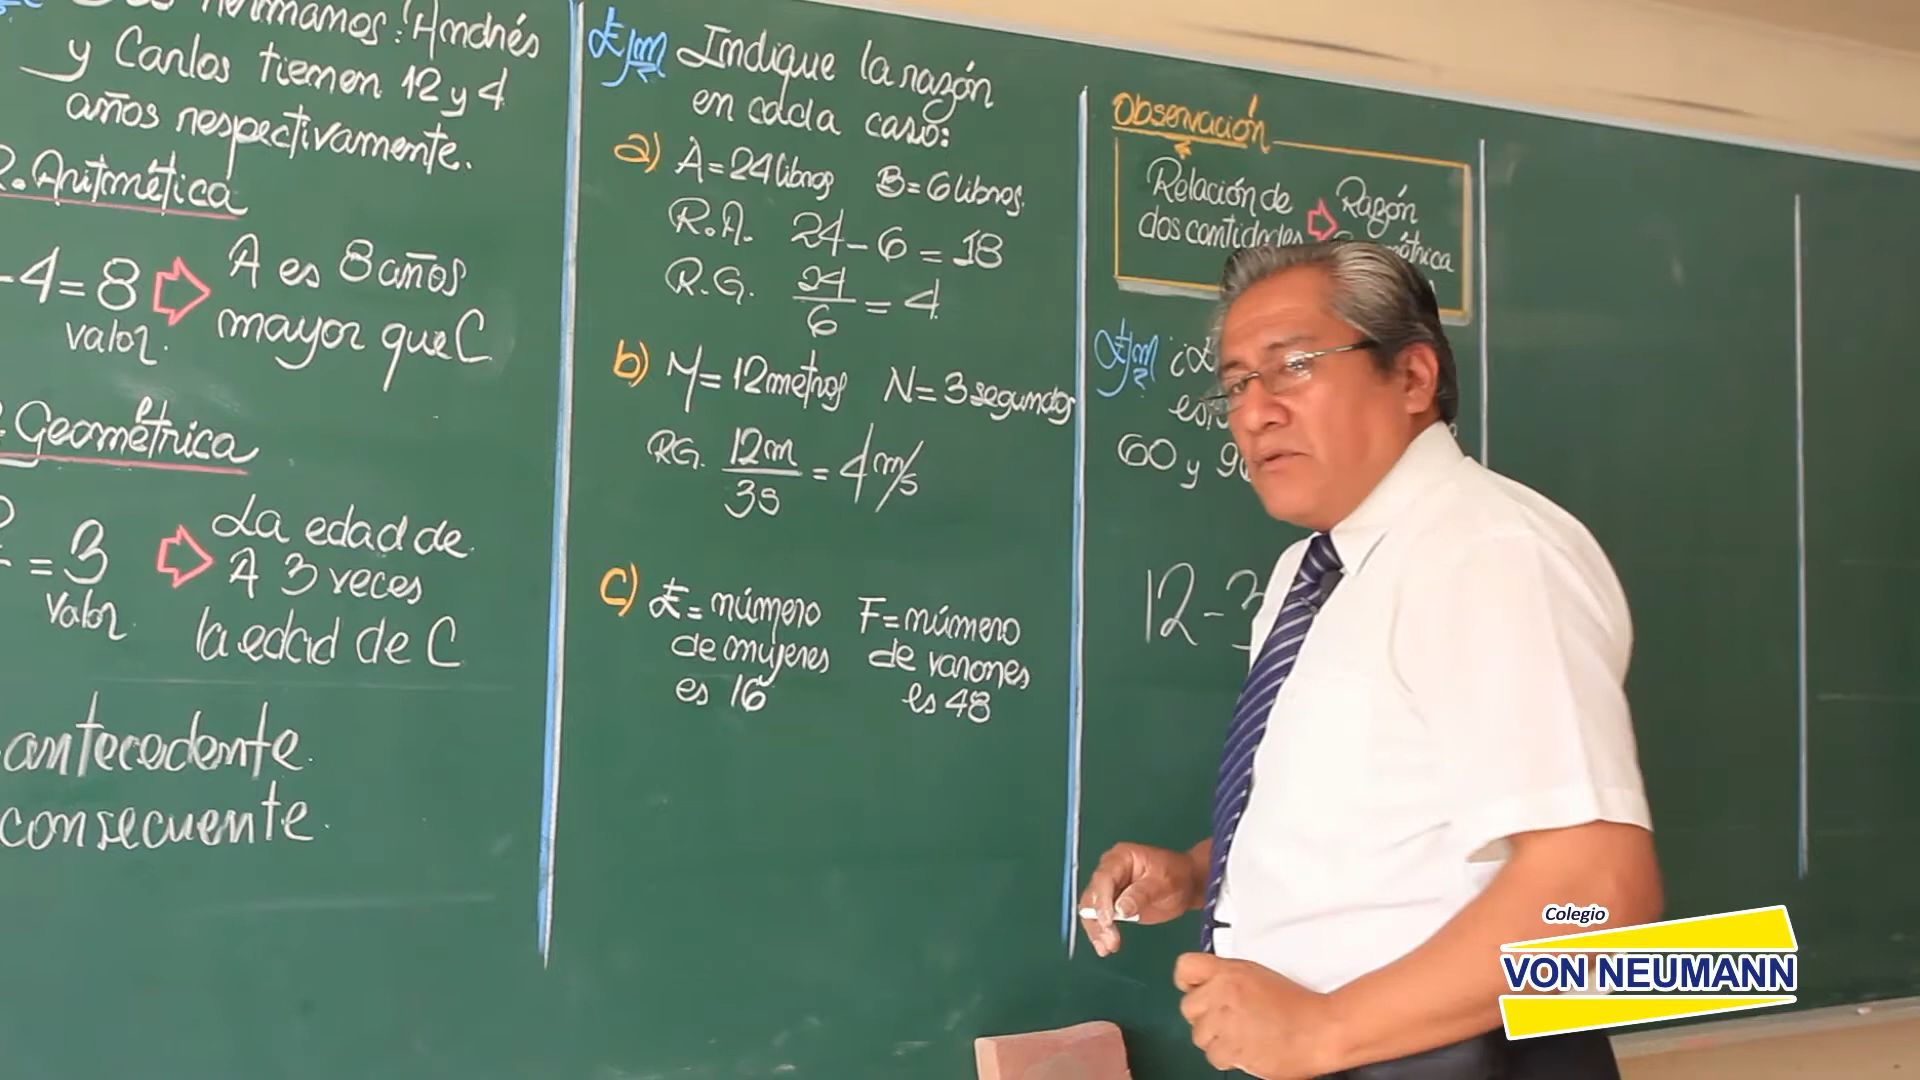 hermanos: Andrés
y Carlos tienen 12 y 4
años respectivamente.
R. Aritmética
-4=8
valor.
A es 8 años
mayor que C
Geométrica
= 3
valor
La edad de
A 3 veces
la edad de C
antecedente
consecuente.
Ejm Indique la razón
en cada caso:
a) A=24 libros B=6 libros.
R.A. 24-6=18
R.G. 24/6 = 4
b) M=12 metros N=3 segundos
RG. 12m/3s = 4 m/s
c) E=número de mujeres es 16
F=número de varones es 48
Observación
Relación de
dos cantidades
Razón
Ejm
60 y
12-3
Colegio
VON NEUMANN